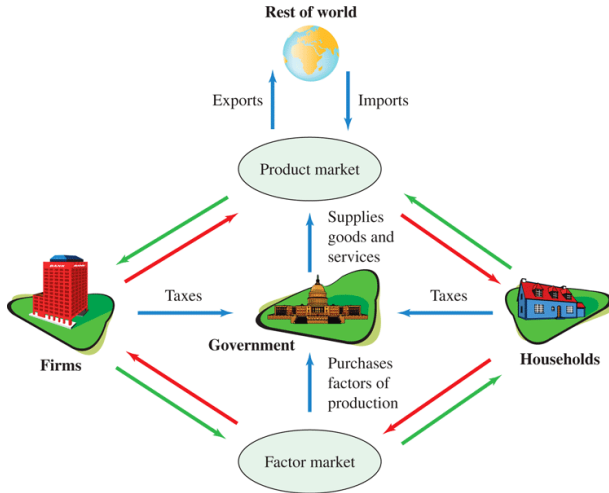 Rest of world
Exports
Imports
Product market
Supplies
goods and
services
Taxes
Taxes
Government
Firms
Households
Purchases
factors of
production
Factor market